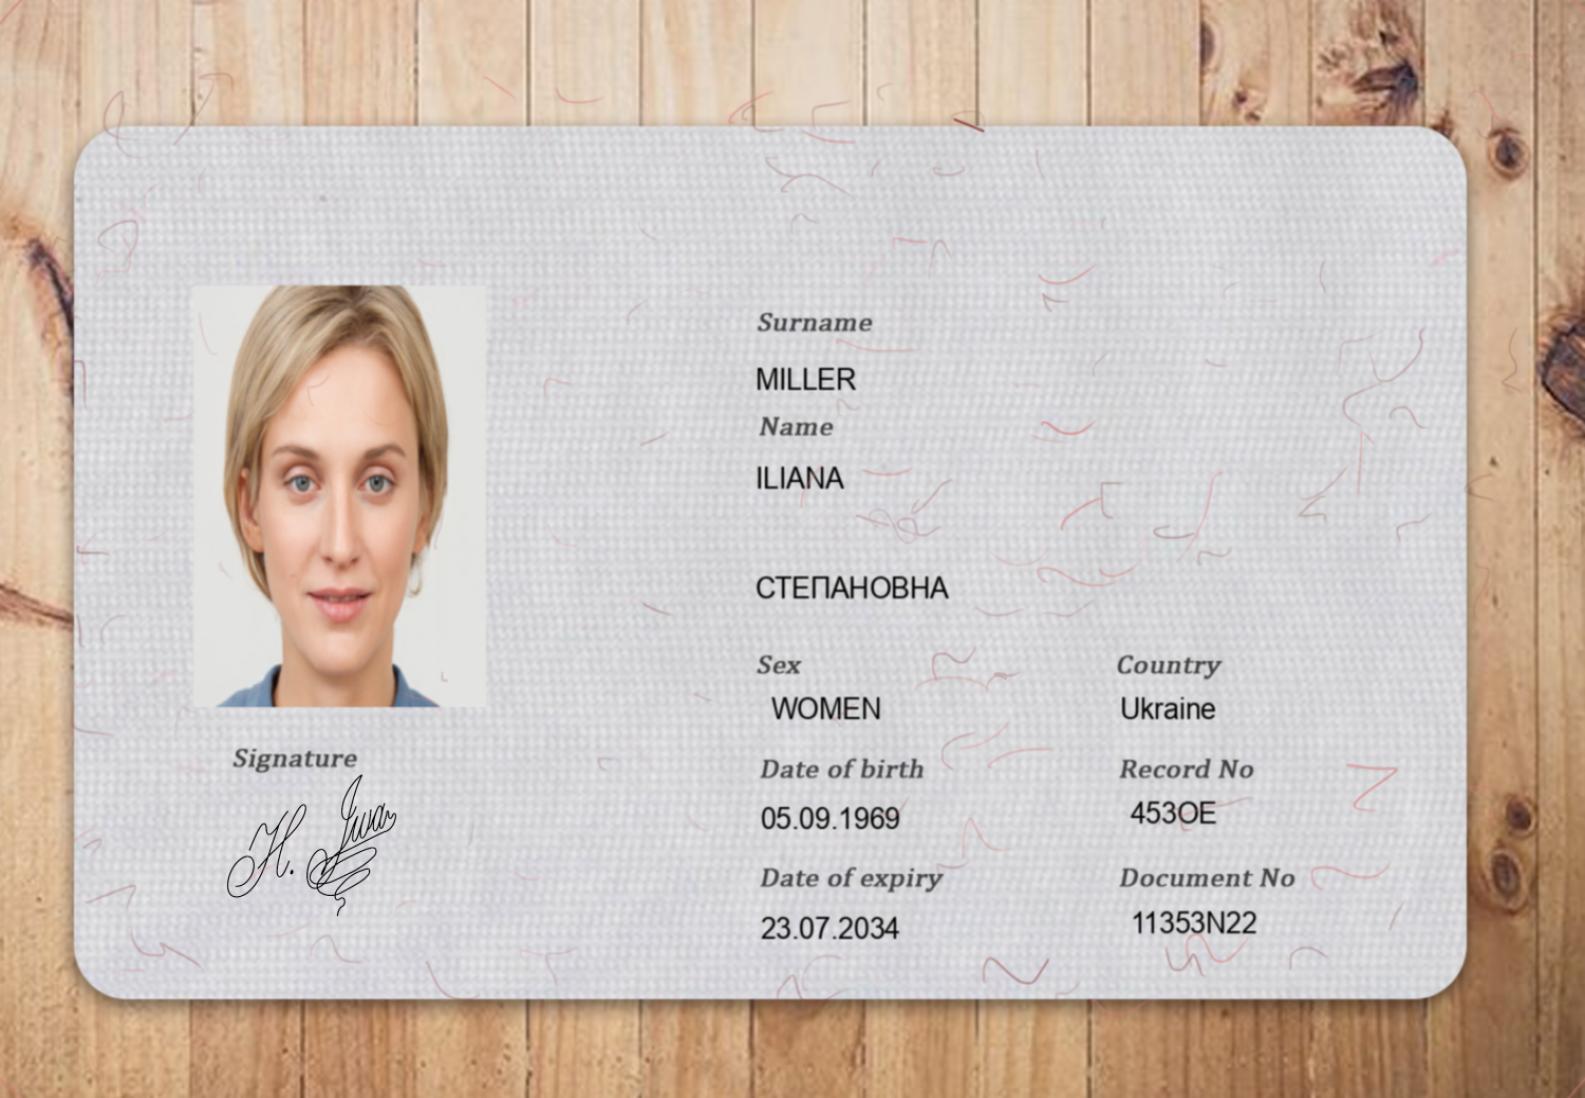 Surname
MILLER
Name
ILIANA
СТЕПАНОВНА
Sex Country
WOMEN Ukraine
Signature
Date of birth Record No
05.09.1969 453OE
Date of expiry Document No
23.07.2034 11353N22